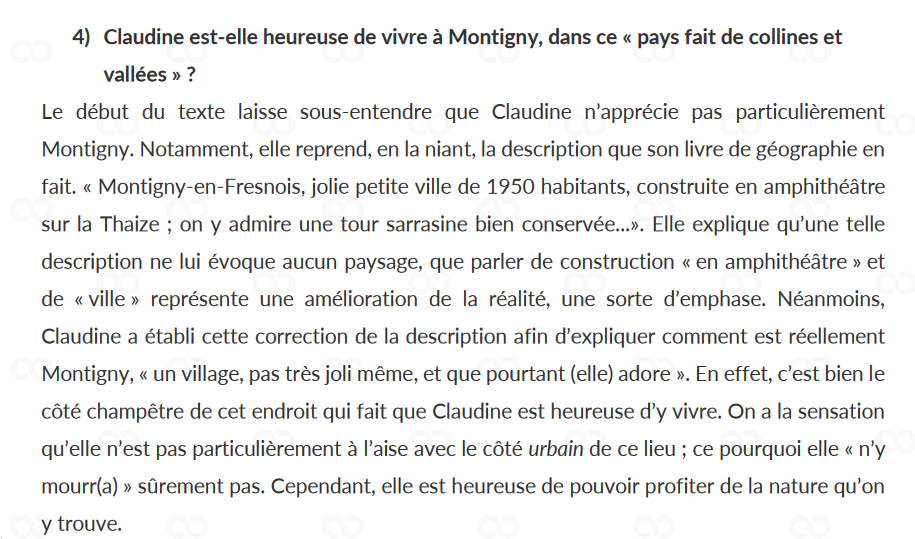 4) Claudine est-elle heureuse de vivre à Montigny, dans ce « pays fait de collines et
vallées » ?
Le début du texte laisse sous-entendre que Claudine n’apprécie pas particulièrement
Montigny. Notamment, elle reprend, en la niant, la description que son livre de géographie en
fait. « Montigny-en-Fresnois, jolie petite ville de 1950 habitants, construite en amphithéâtre
sur la Thaize ; on y admire une tour sarrasine bien conservée…». Elle explique qu’une telle
description ne lui évoque aucun paysage, que parler de construction « en amphithéâtre » et
de « ville » représente une amélioration de la réalité, une sorte d’emphase. Néanmoins,
Claudine a établi cette correction de la description afin d’expliquer comment est réellement
Montigny, « un village, pas très joli même, et que pourtant (elle) adore ». En effet, c’est bien le
côté champêtre de cet endroit qui fait que Claudine est heureuse d’y vivre. On a la sensation
qu’elle n’est pas particulièrement à l’aise avec le côté urbain de ce lieu ; ce pourquoi elle « n’y
mourr(a) » sûrement pas. Cependant, elle est heureuse de pouvoir profiter de la nature qu’on
y trouve.